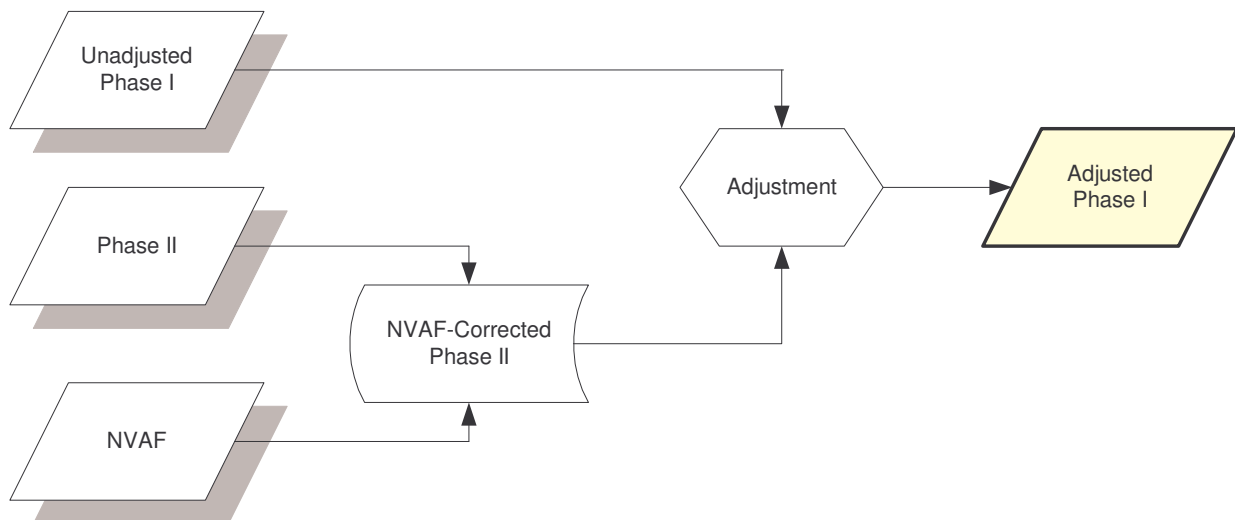 Unadjusted
Phase I
Phase II
NVAF
NVAF-Corrected
Phase II
Adjustment
Adjusted
Phase I